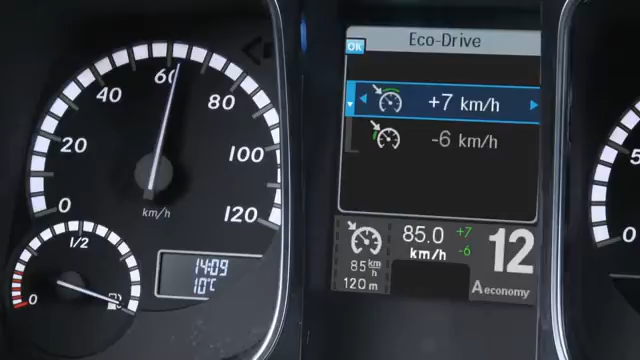 0
20
40
60
80
100
120
km/h
0
1/2
14:09
10°C
OK
Eco-Drive
+7 km/h
-6 km/h
85 km/h
120 m
85.0 +7
km/h -6
12
A economy
0